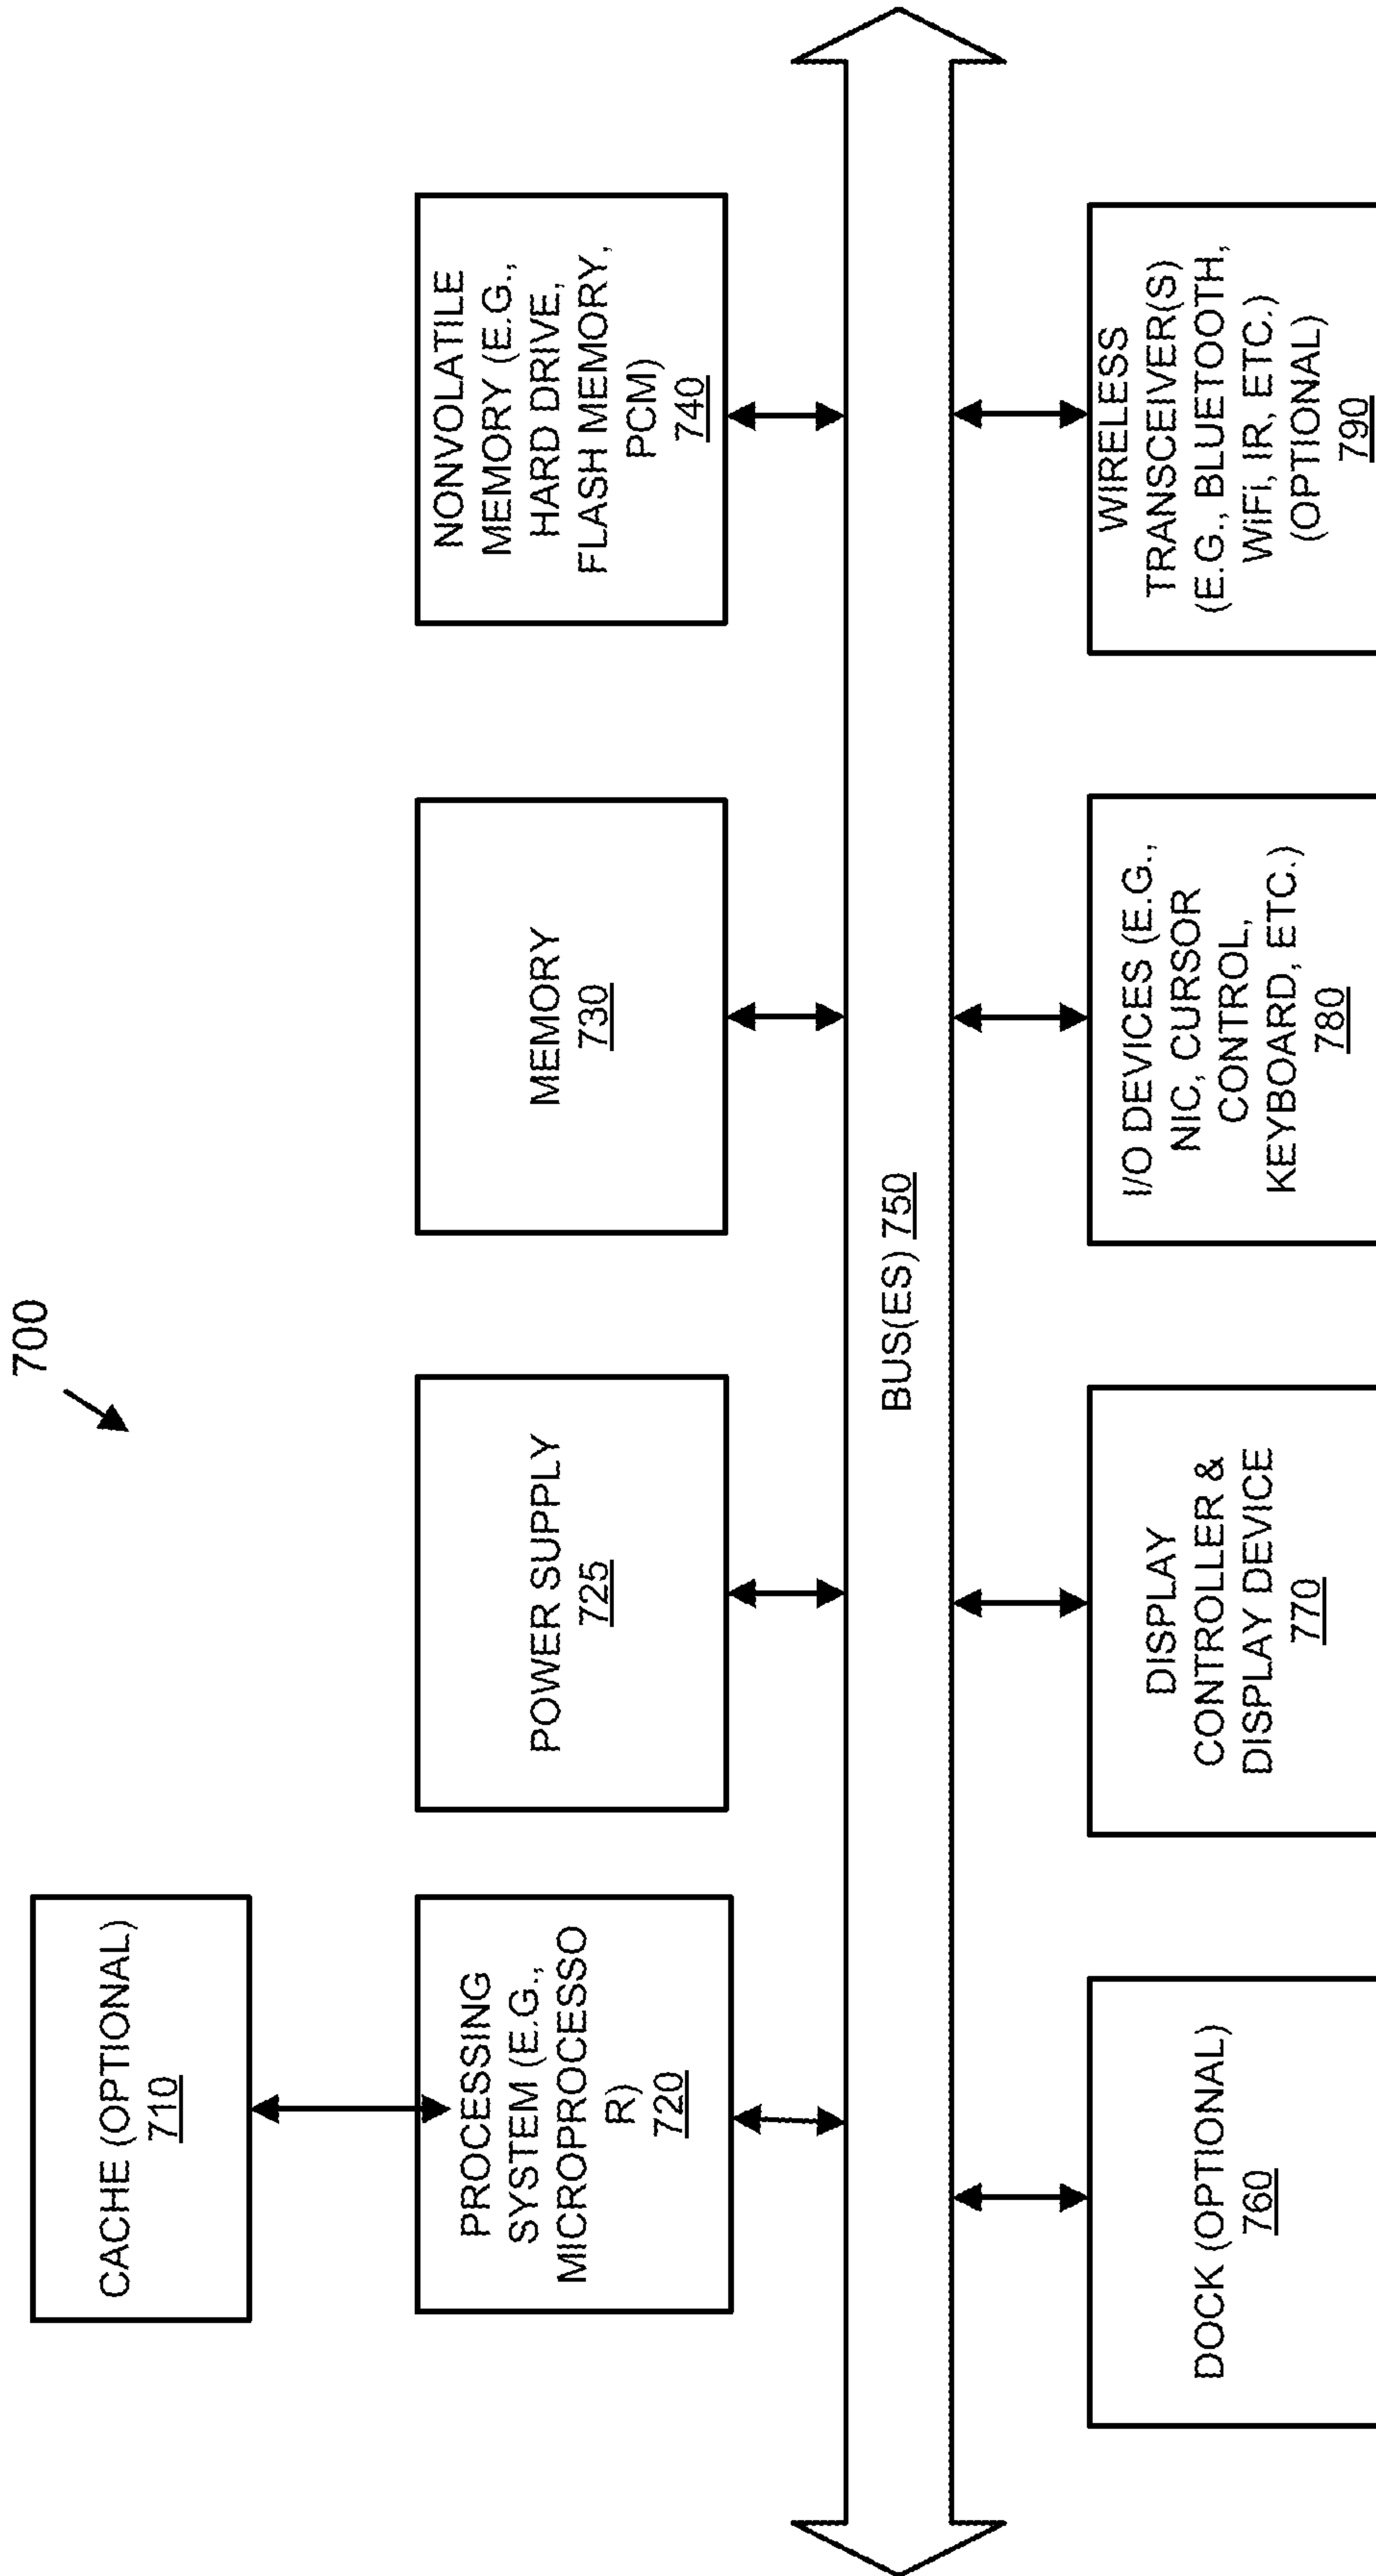 700
CACHE (OPTIONAL)
710
PROCESSING
SYSTEM (E.G.,
MICROPROCESSO
R)
720
POWER SUPPLY
725
MEMORY
730
NONVOLATILE
MEMORY (E.G.,
HARD DRIVE,
FLASH MEMORY,
PCM)
740
BUS(ES) 750
DOCK (OPTIONAL)
760
DISPLAY
CONTROLLER &
DISPLAY DEVICE
770
I/O DEVICES (E.G.,
NIC, CURSOR
CONTROL,
KEYBOARD, ETC.)
780
WIRELESS
TRANSCEIVER(S)
(E.G., BLUETOOTH,
WiFi, IR, ETC.)
(OPTIONAL)
790